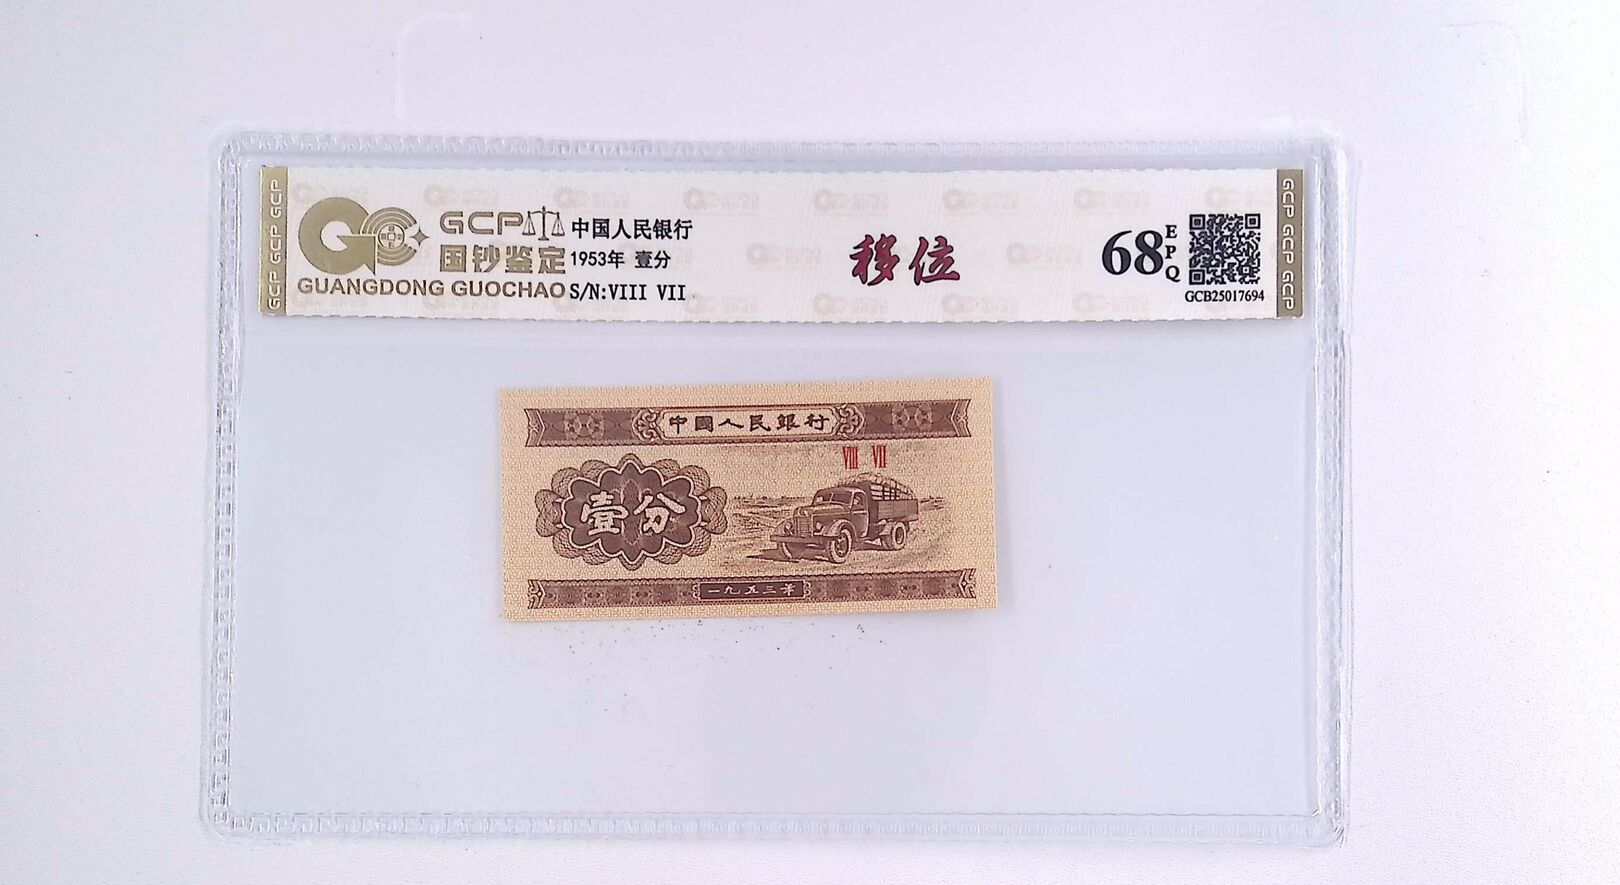 GCP GCP GCP
GCP
国钞鉴定
GUANGDONG GUOCHAO
中国人民银行
1953年 壹分
S/N:VIII VII
移位
68
EPQ
GCB25017694
GCP GCP GCP
中國人民銀行
VIII VII
壹分
一九五三年